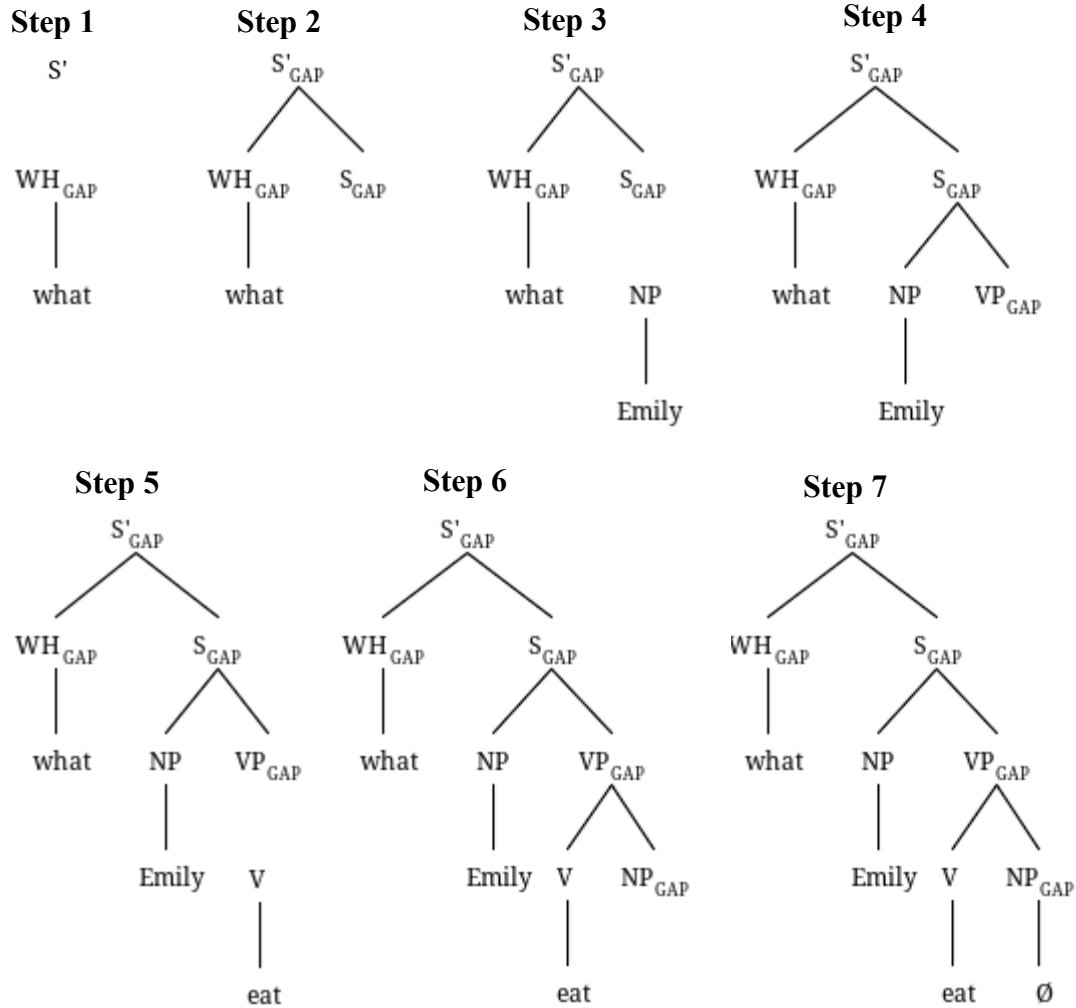 Step 1 Step 2 Step 3 Step 4
S' S'GAP S'GAP S'GAP
WHGAP WHGAP SGAP WHGAP SGAP WHGAP SGAP
what what what NP what NP VPGAP
Emily Emily
Step 5 Step 6 Step 7
S'GAP S'GAP S'GAP
WHGAP SGAP WHGAP SGAP WHGAP SGAP
what NP VPGAP what NP VPGAP what NP VPGAP
Emily V Emily V NPGAP Emily V NPGAP
eat eat eat Ø